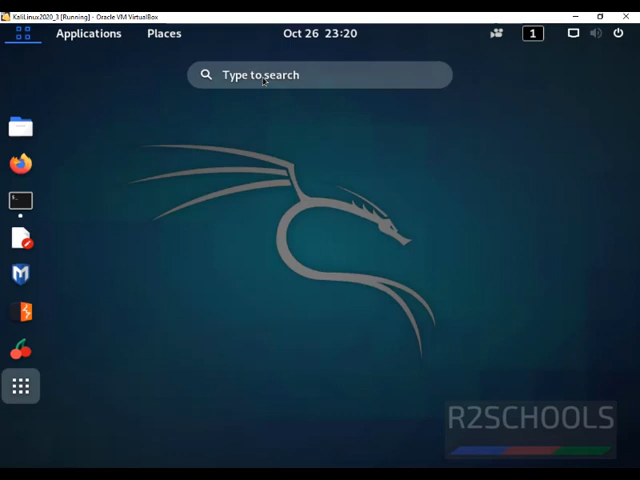 KaliLinux2020_3 [Running] - Oracle VM VirtualBox
Applications Places Oct 26 23:20 1
Type to search
R2SCHOOLS